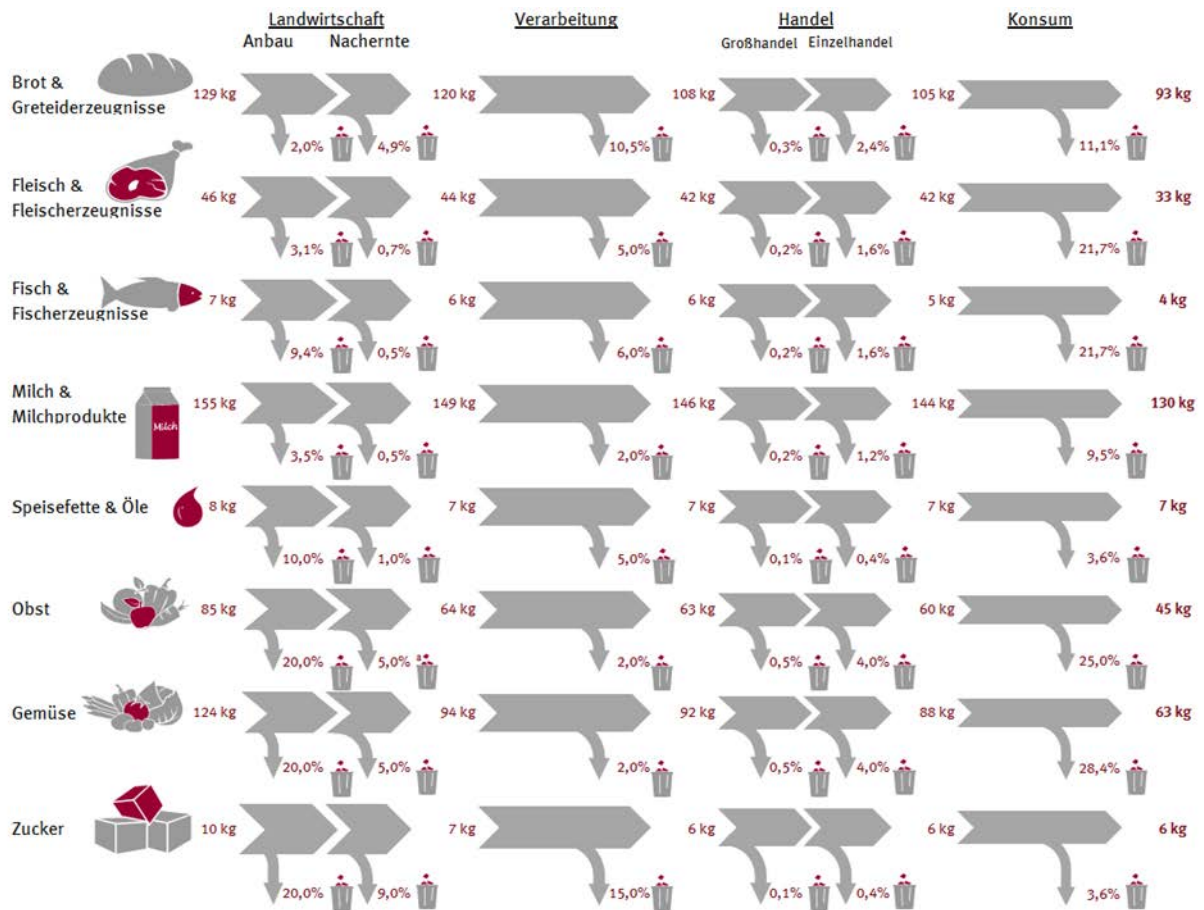 Landwirtschaft Verarbeitung Handel Konsum
Anbau Nachernte Großhandel Einzelhandel
Brot &
Greteiderzeugnisse
129 kg 120 kg 108 kg 105 kg 93 kg
2,0% 4,9% 10,5% 0,3% 2,4% 11,1%
Fleisch &
Fleischerzeugnisse
46 kg 44 kg 42 kg 42 kg 33 kg
3,1% 0,7% 5,0% 0,2% 1,6% 21,7%
Fisch &
Fischerzeugnisse
7 kg 6 kg 6 kg 5 kg 4 kg
9,4% 0,5% 6,0% 0,2% 1,6% 21,7%
Milch &
Milchprodukte
Milch
155 kg 149 kg 146 kg 144 kg 130 kg
3,5% 0,5% 2,0% 0,2% 1,2% 9,5%
Speisefette & Öle 8 kg 7 kg 7 kg 7 kg 7 kg
10,0% 1,0% 5,0% 0,1% 0,4% 3,6%
Obst 85 kg 64 kg 63 kg 60 kg 45 kg
20,0% 5,0% 2,0% 0,5% 4,0% 25,0%
Gemüse 124 kg 94 kg 92 kg 88 kg 63 kg
20,0% 5,0% 2,0% 0,5% 4,0% 28,4%
Zucker 10 kg 7 kg 6 kg 6 kg 6 kg
20,0% 9,0% 15,0% 0,1% 0,4% 3,6%